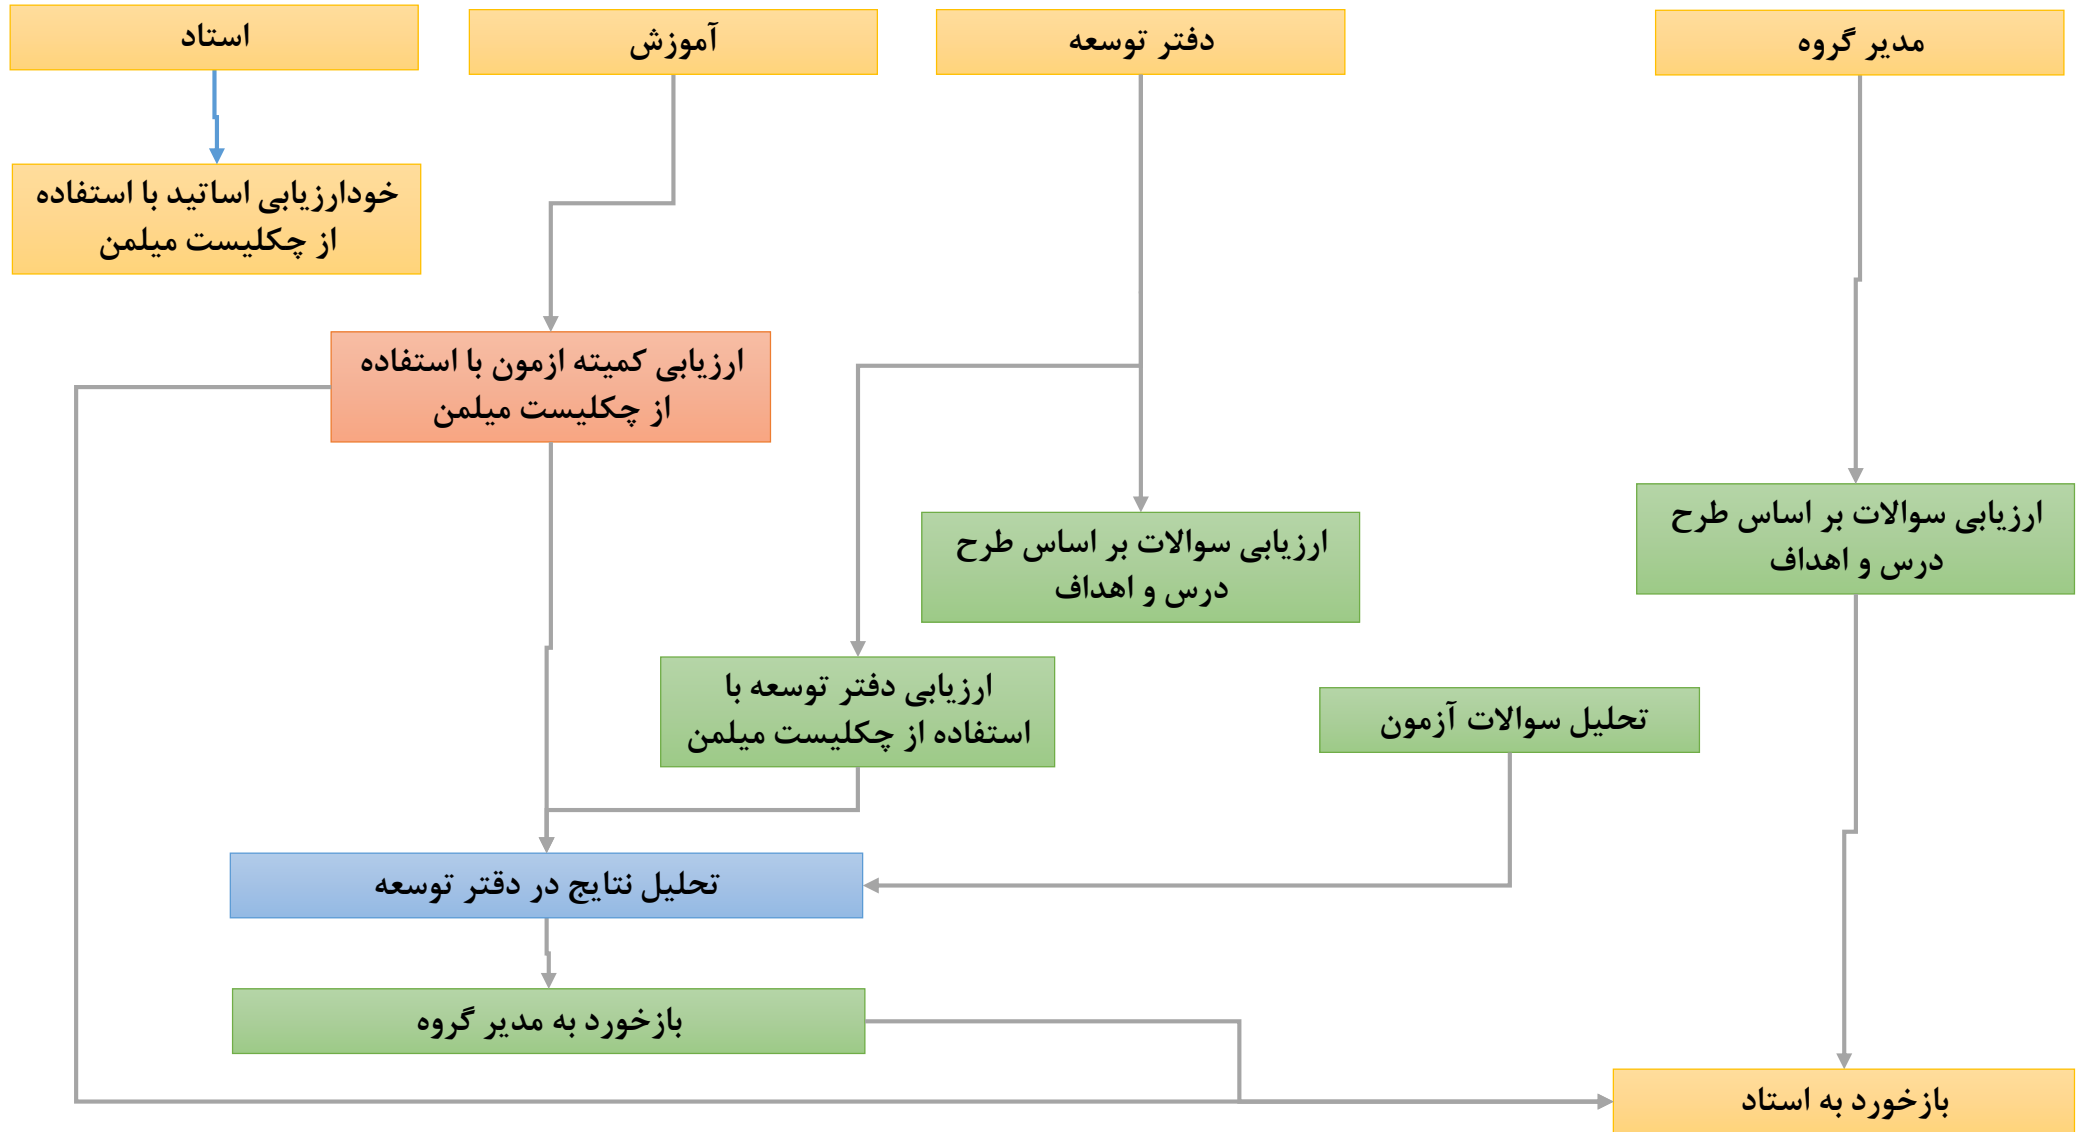 مدیر گروه
دفتر توسعه
آموزش
استاد
خودارزیابی اساتید با استفاده
از چکلیست میلمن
ارزیابی کمیته ازمون با استفاده
از چکلیست میلمن
ارزیابی سوالات بر اساس طرح
درس و اهداف
ارزیابی سوالات بر اساس طرح
درس و اهداف
ارزیابی دفتر توسعه با
استفاده از چکلیست میلمن
تحلیل سوالات آزمون
تحلیل نتایج در دقتر توسعه
بازخورد به مدیر گروه
بازخورد به استاد